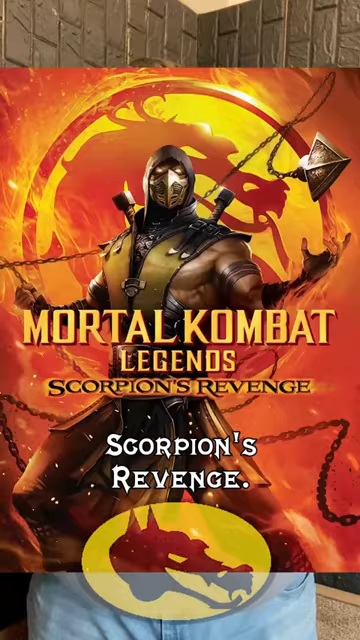 MORTAL KOMBAT
LEGENDS
SCORPION'S REVENGE
SCORPION'S
REVENGE.